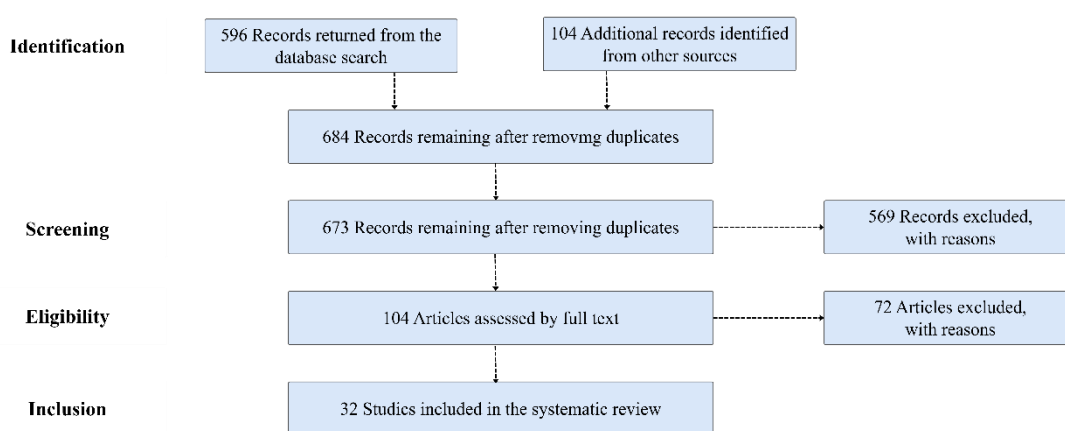 Identification
596 Records returned from the
database search
104 Additional records identified
from other sources
684 Records remaining after removmg duplicates
Screening
673 Records remaining after removing duplicates
569 Records excluded,
with reasons
Eligibility
104 Articles assessed by full text
72 Articles excluded,
with reasons
Inclusion
32 Studics included in the systematic review